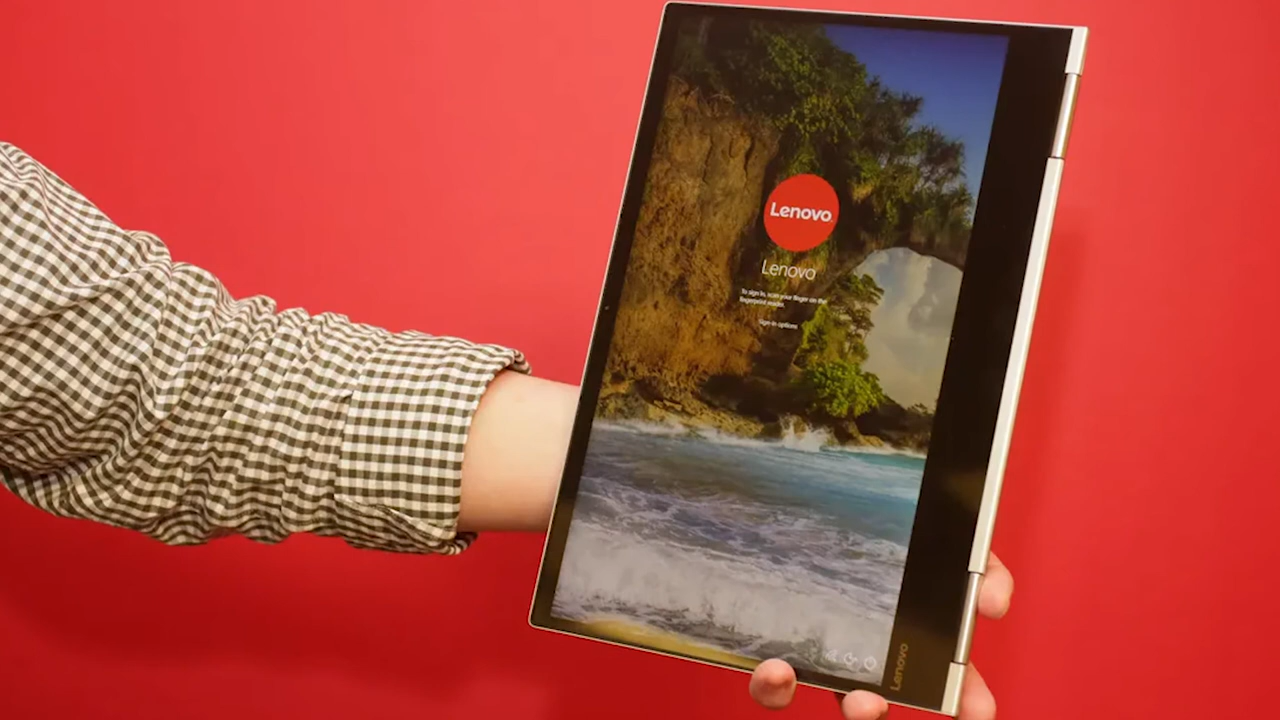 Lenovo
Lenovo
To sign in, scan your finger on the
fingerprint reader.
Sign-in options
Lenovo